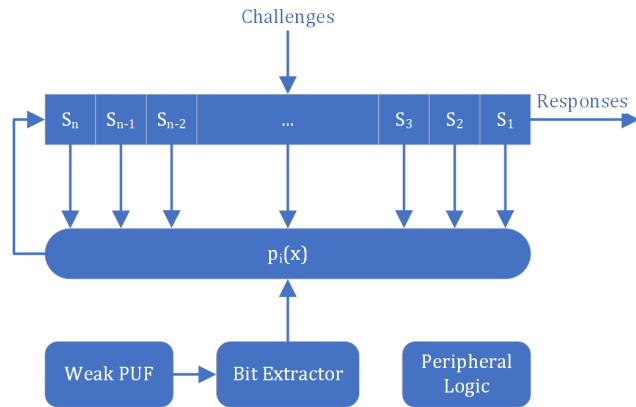 Challenges
Sₙ Sₙ₋₁ Sₙ₋₂ ... S₃ S₂ S₁
Responses
pᵢ(x)
Weak PUF
Bit Extractor
Peripheral
Logic